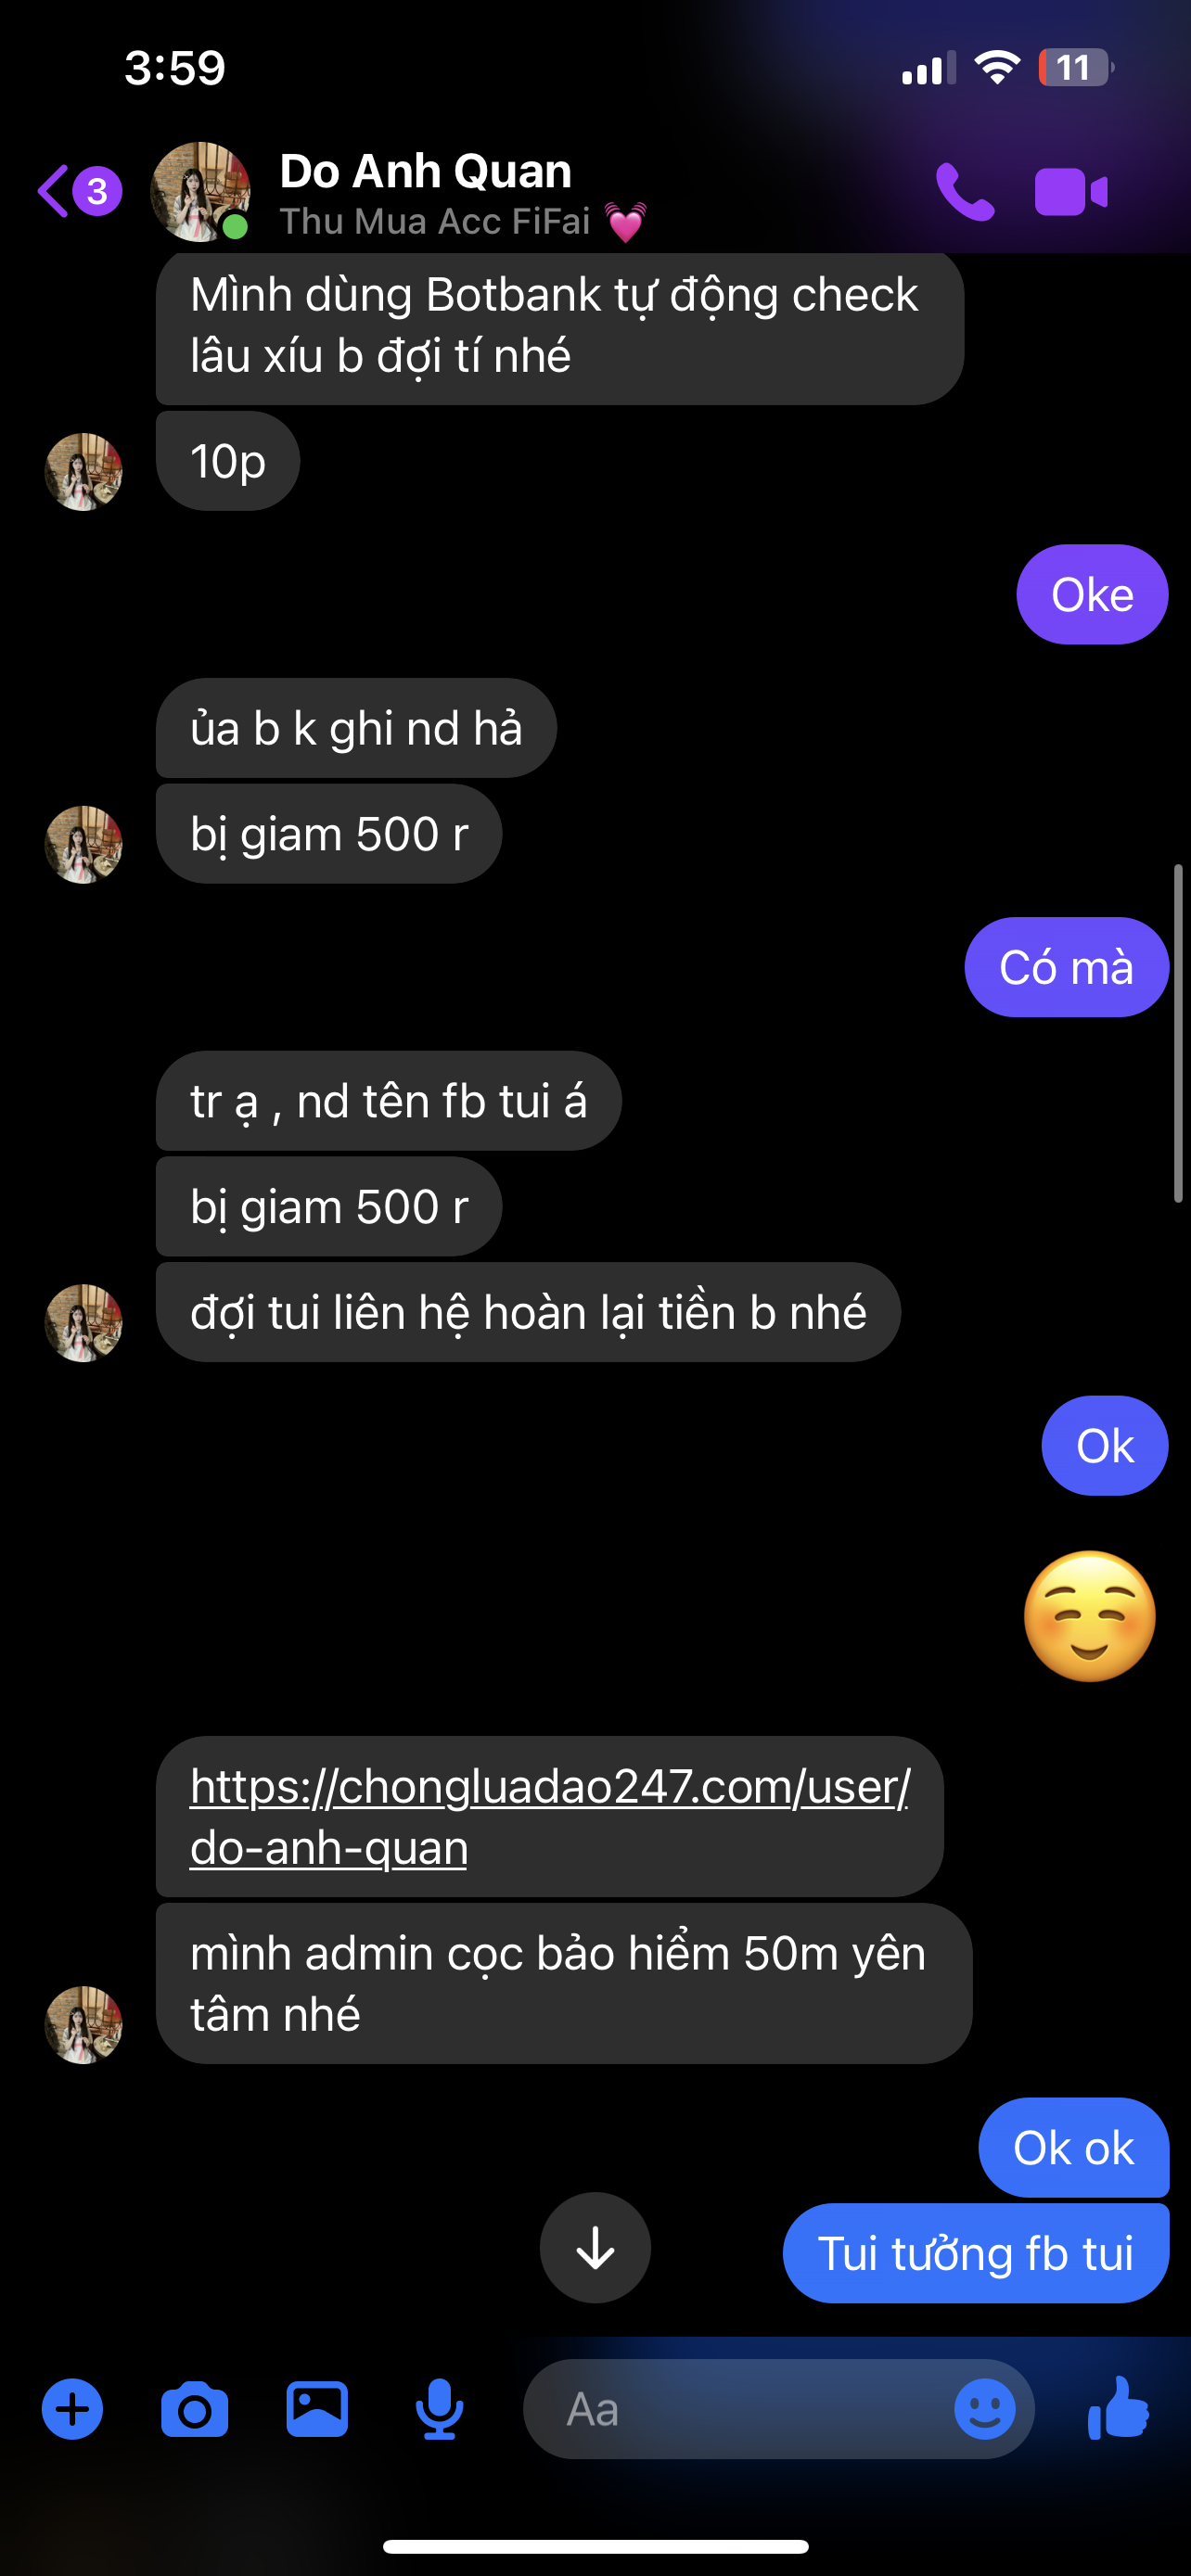 3:59
11
3
Do Anh Quan
Thu Mua Acc FiFai 💓
Mình dùng Botbank tự động check
lâu xíu b đợi tí nhé
10p
Oke
ủa b k ghi nd hả
bị giam 500 r
Có mà
tr ạ , nd tên fb tui á
bị giam 500 r
đợi tui liên hệ hoàn lại tiền b nhé
Ok
https://chongluadao247.com/user/
do-anh-quan
mình admin cọc bảo hiểm 50m yên
tâm nhé
Ok ok
Tui tưởng fb tui
Aa